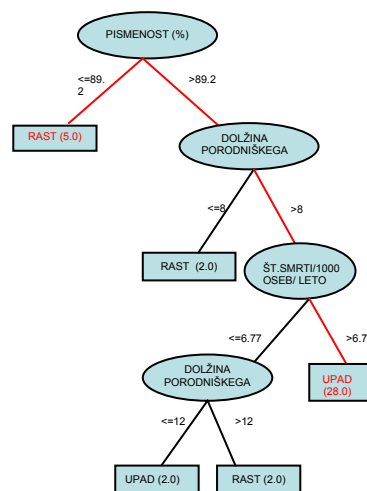 PISMENOST (%)
<=89.
2
>89.2
RAST (5.0)
DOLŽINA
PORODNIŠKEGA
<=8
>8
RAST (2.0)
ŠT.SMRTI/1000
OSEB/ LETO
<=6.77
>6.7
DOLŽINA
PORODNIŠKEGA
UPAD
(28.0)
<=12
>12
UPAD (2.0)
RAST (2.0)